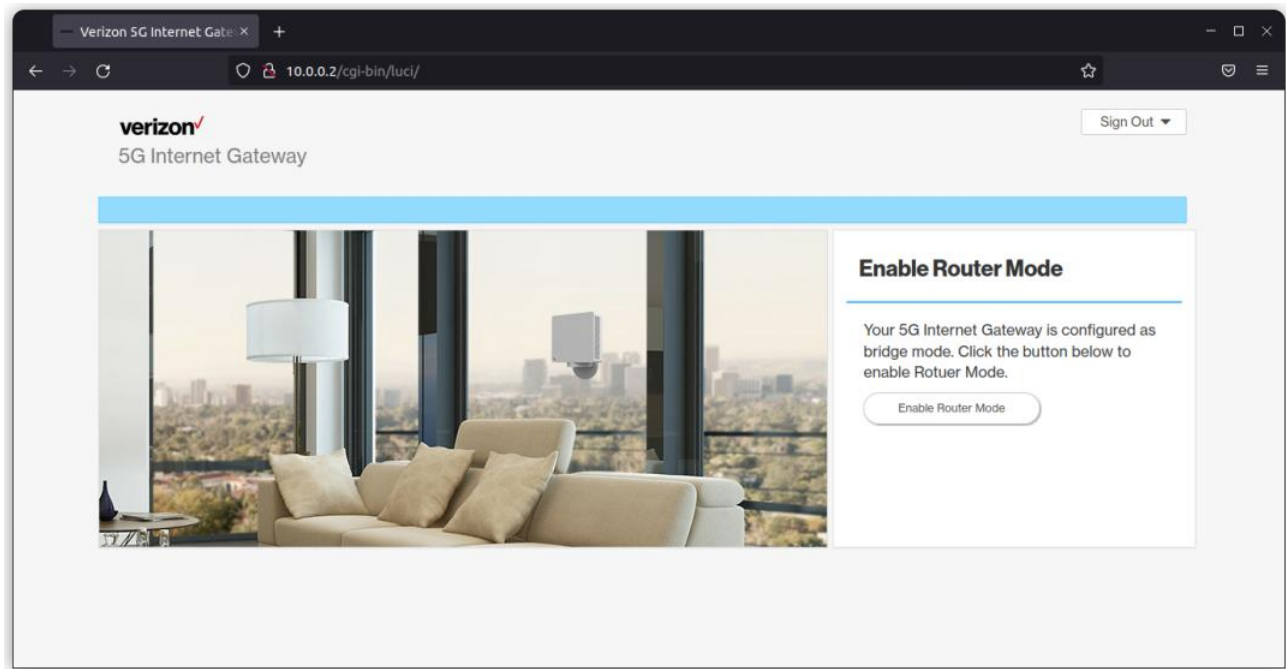 Verizon 5G Internet Gate
10.0.0.2/cgi-bin/luci/
verizon
Sign Out
5G Internet Gateway
Enable Router Mode
Your 5G Internet Gateway is configured as
bridge mode. Click the button below to
enable Rotuer Mode.
Enable Router Mode